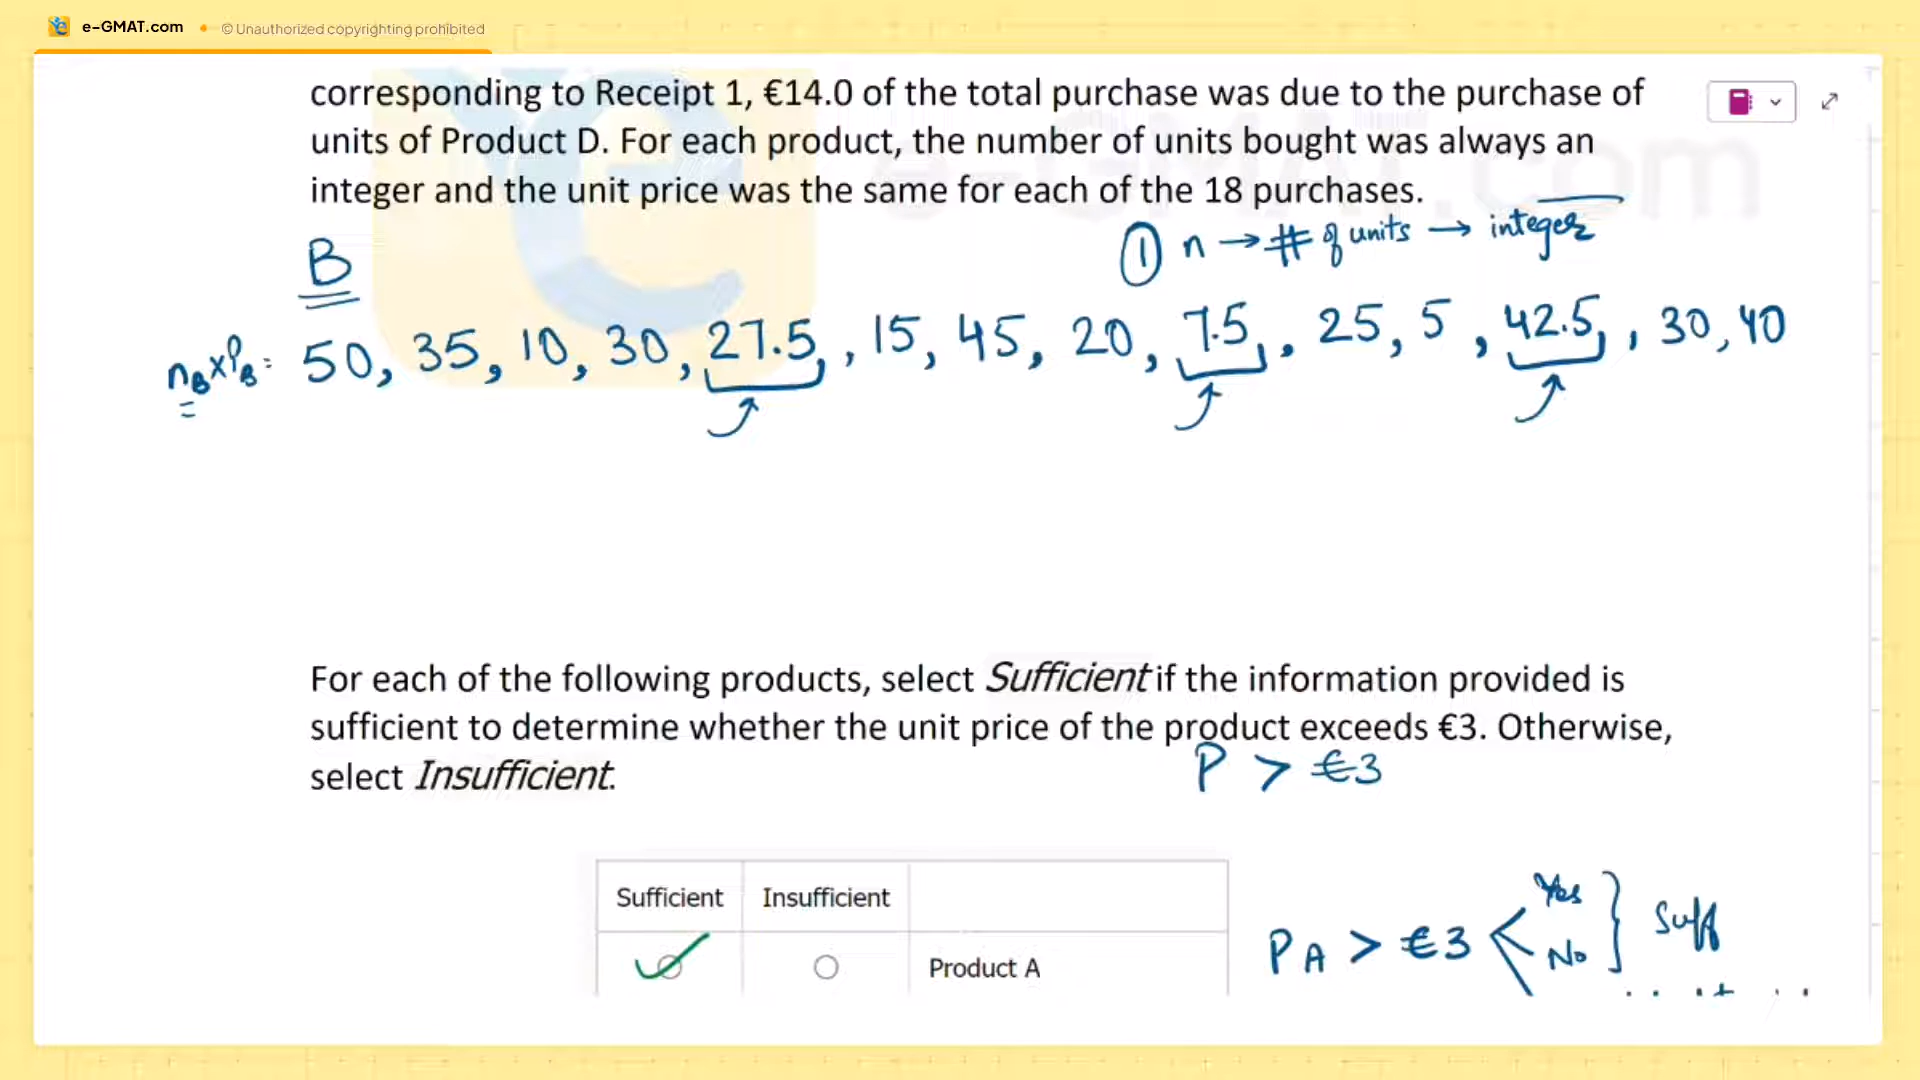 e-GMAT.com • © Unauthorized copyrighting prohibited
corresponding to Receipt 1, €14.0 of the total purchase was due to the purchase of
units of Product D. For each product, the number of units bought was always an
integer and the unit price was the same for each of the 18 purchases.
① n → # of units → integer
B
nB x PB = 50, 35, 10, 30, 27.5, , 15, 45, 20, 7.5, , 25, 5, 42.5, , 30, 40
For each of the following products, select Sufficient if the information provided is
sufficient to determine whether the unit price of the product exceeds €3. Otherwise,
select Insufficient.
P > €3
Sufficient Insufficient
Product A
PA > €3 Yes No Suff